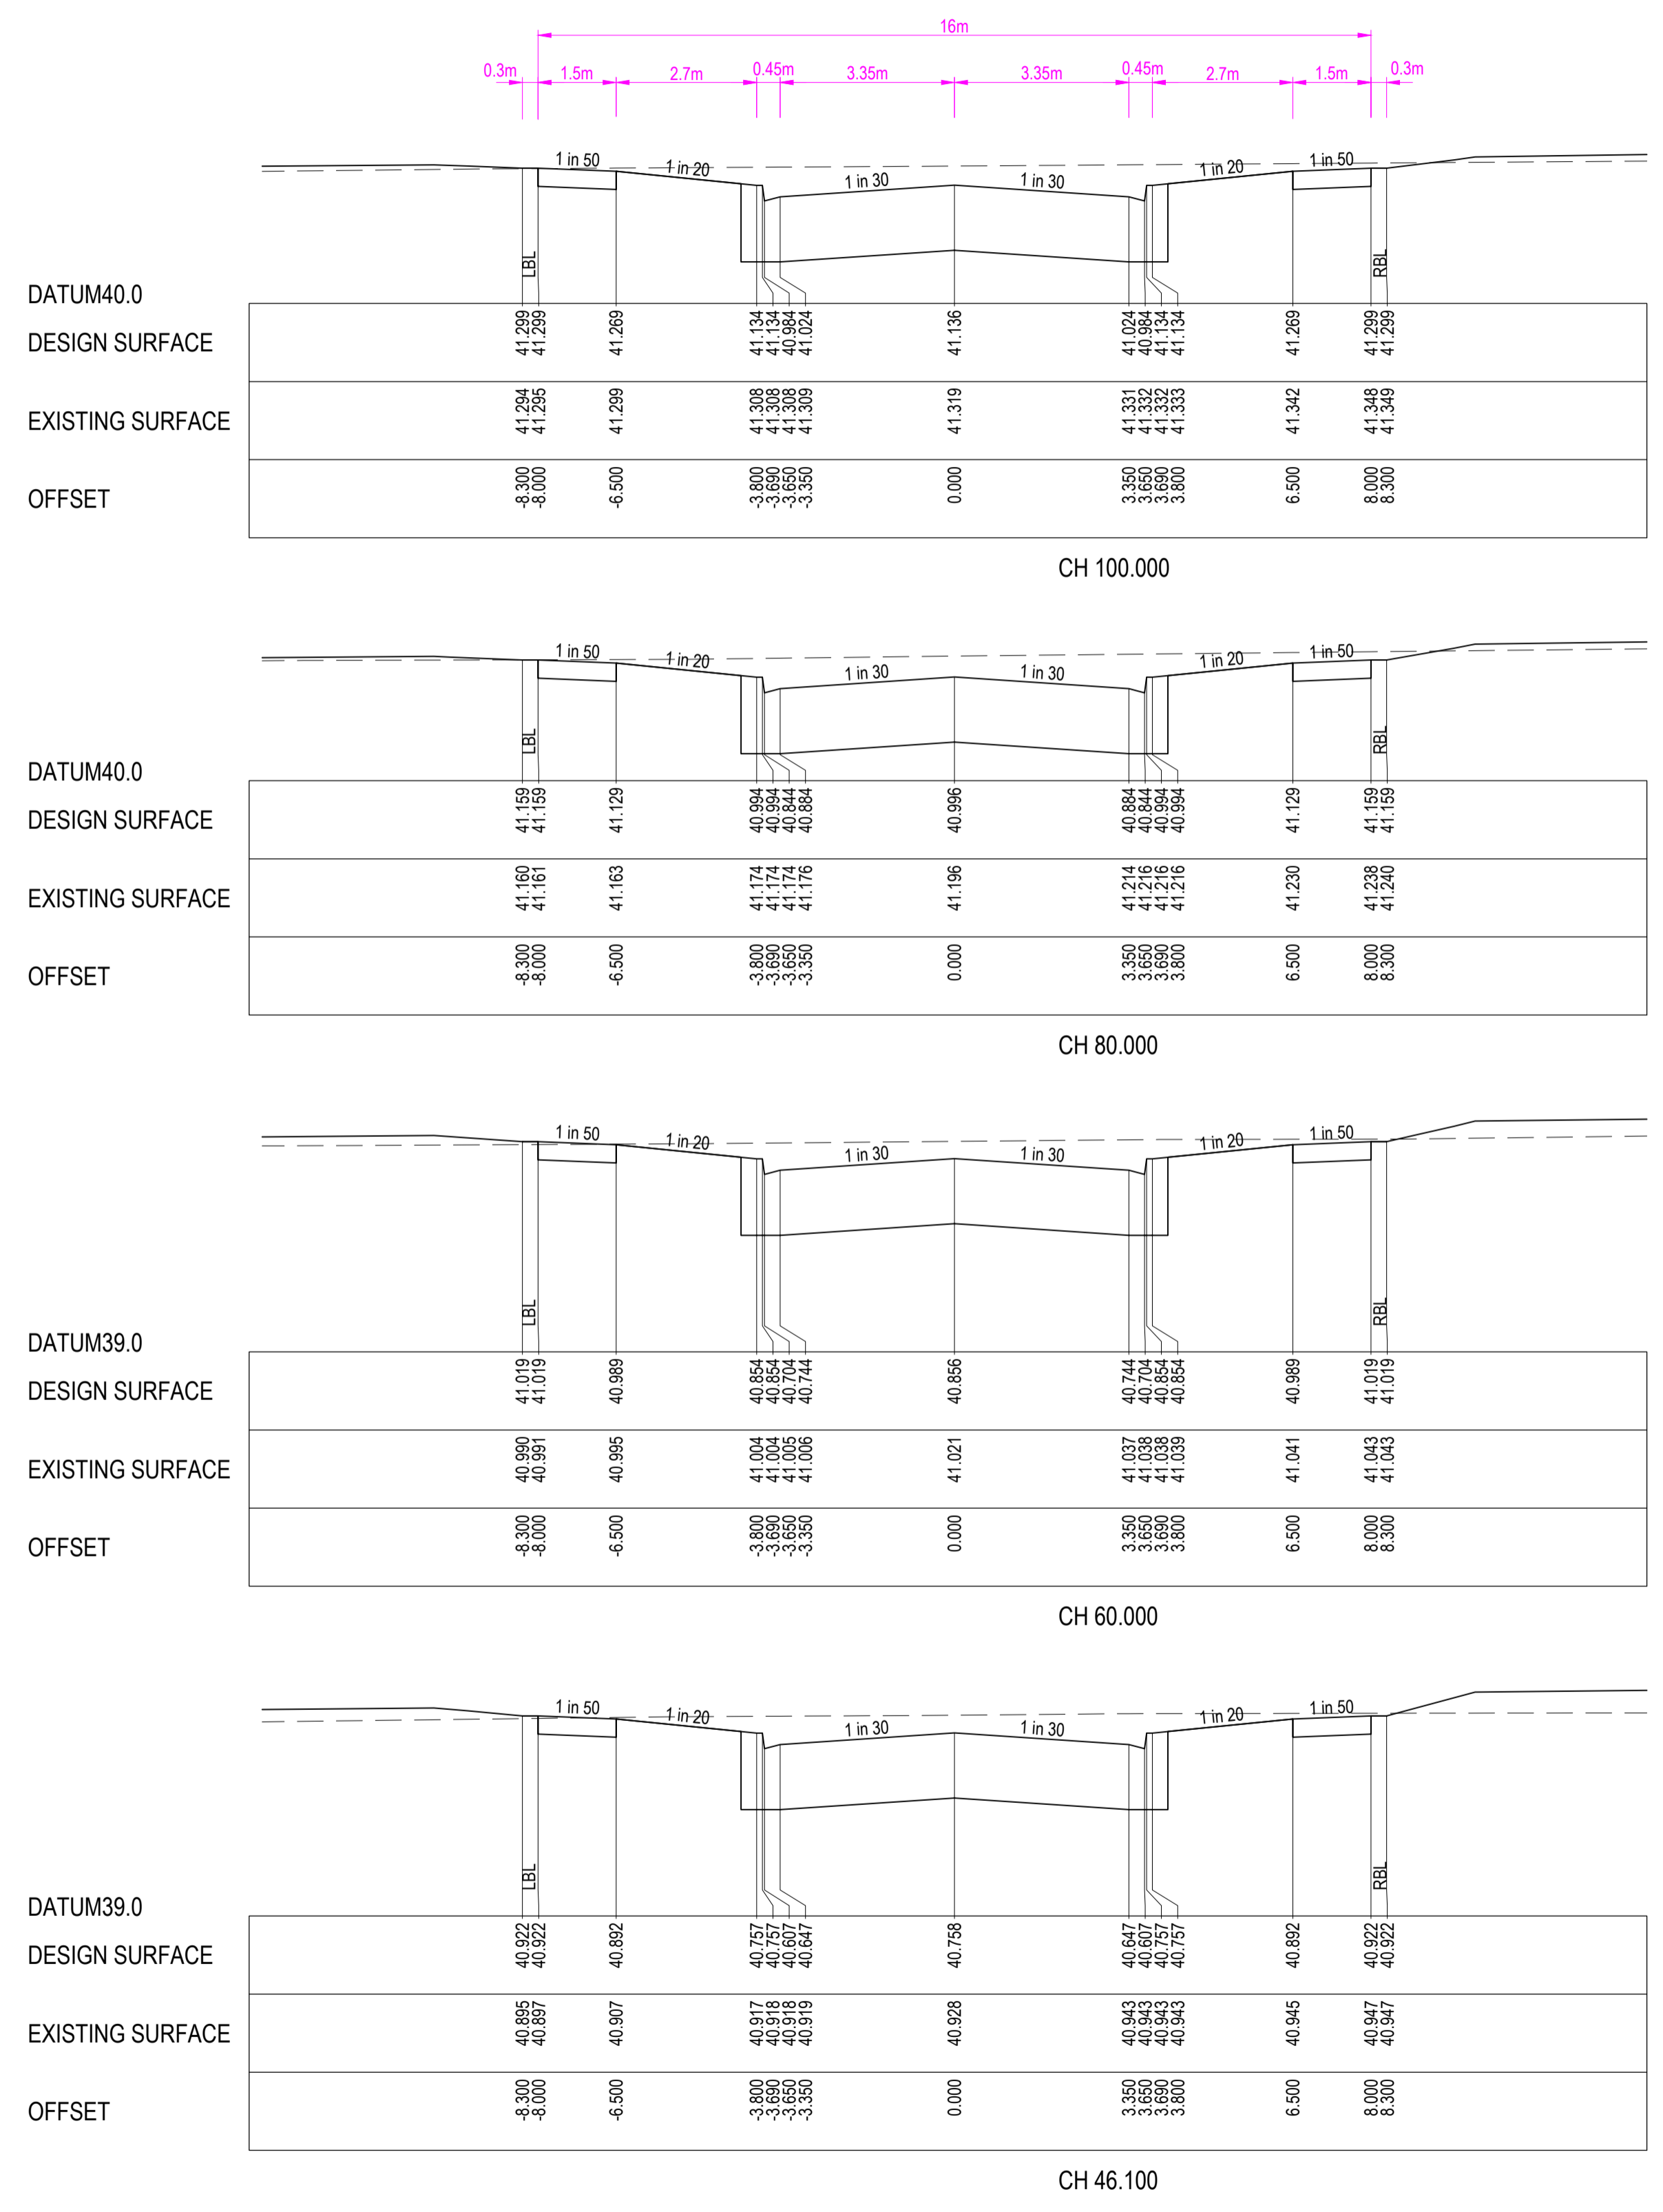 16m
0.3m 1.5m 2.7m 0.45m 3.35m 3.35m 0.45m 2.7m 1.5m 0.3m
1 in 50 1 in 20 1 in 30 1 in 30 1 in 20 1 in 50
LBL RBL
DATUM40.0
DESIGN SURFACE 41.299 41.299 41.269 41.134 41.134 40.984 41.024 41.136 41.024 40.984 41.134 41.134 41.269 41.299 41.299
EXISTING SURFACE 41.294 41.295 41.299 41.308 41.308 41.308 41.309 41.319 41.331 41.332 41.332 41.333 41.342 41.348 41.349
OFFSET -8.300 -8.000 -6.500 -3.800 -3.690 -3.650 -3.350 0.000 3.350 3.650 3.690 3.800 6.500 8.000 8.300
CH 100.000
1 in 50 1 in 20 1 in 30 1 in 30 1 in 20 1 in 50
LBL RBL
DATUM40.0
DESIGN SURFACE 41.159 41.159 41.129 40.994 40.994 40.844 40.884 40.996 40.884 40.844 40.994 40.994 41.129 41.159 41.159
EXISTING SURFACE 41.160 41.161 41.163 41.174 41.174 41.174 41.176 41.196 41.214 41.216 41.216 41.216 41.230 41.238 41.240
OFFSET -8.300 -8.000 -6.500 -3.800 -3.690 -3.650 -3.350 0.000 3.350 3.650 3.690 3.800 6.500 8.000 8.300
CH 80.000
1 in 50 1 in 20 1 in 30 1 in 30 1 in 20 1 in 50
LBL RBL
DATUM39.0
DESIGN SURFACE 41.019 41.019 40.989 40.854 40.854 40.704 40.744 40.856 40.744 40.704 40.854 40.854 40.989 41.019 41.019
EXISTING SURFACE 40.990 40.991 40.995 41.004 41.004 41.005 41.006 41.021 41.037 41.038 41.038 41.039 41.041 41.043 41.043
OFFSET -8.300 -8.000 -6.500 -3.800 -3.690 -3.650 -3.350 0.000 3.350 3.650 3.690 3.800 6.500 8.000 8.300
CH 60.000
1 in 50 1 in 20 1 in 30 1 in 30 1 in 20 1 in 50
LBL RBL
DATUM39.0
DESIGN SURFACE 40.922 40.922 40.892 40.757 40.757 40.607 40.647 40.758 40.647 40.607 40.757 40.757 40.892 40.922 40.922
EXISTING SURFACE 40.895 40.897 40.907 40.917 40.918 40.918 40.919 40.928 40.943 40.943 40.943 40.943 40.945 40.947 40.947
OFFSET -8.300 -8.000 -6.500 -3.800 -3.690 -3.650 -3.350 0.000 3.350 3.650 3.690 3.800 6.500 8.000 8.300
CH 46.100